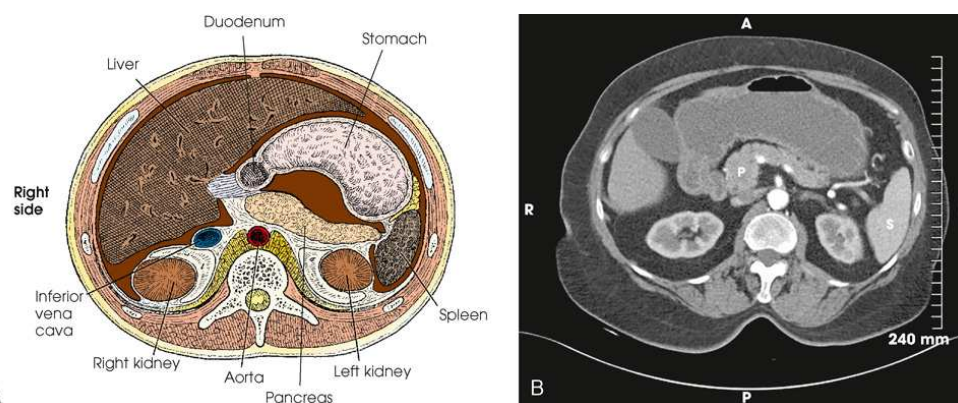 Duodenum
Stomach
Liver
Right
side
Inferior
vena
cava
Right kidney
Aorta
Pancreas
Left kidney
Spleen
A
R
P
S
240 mm
P
B